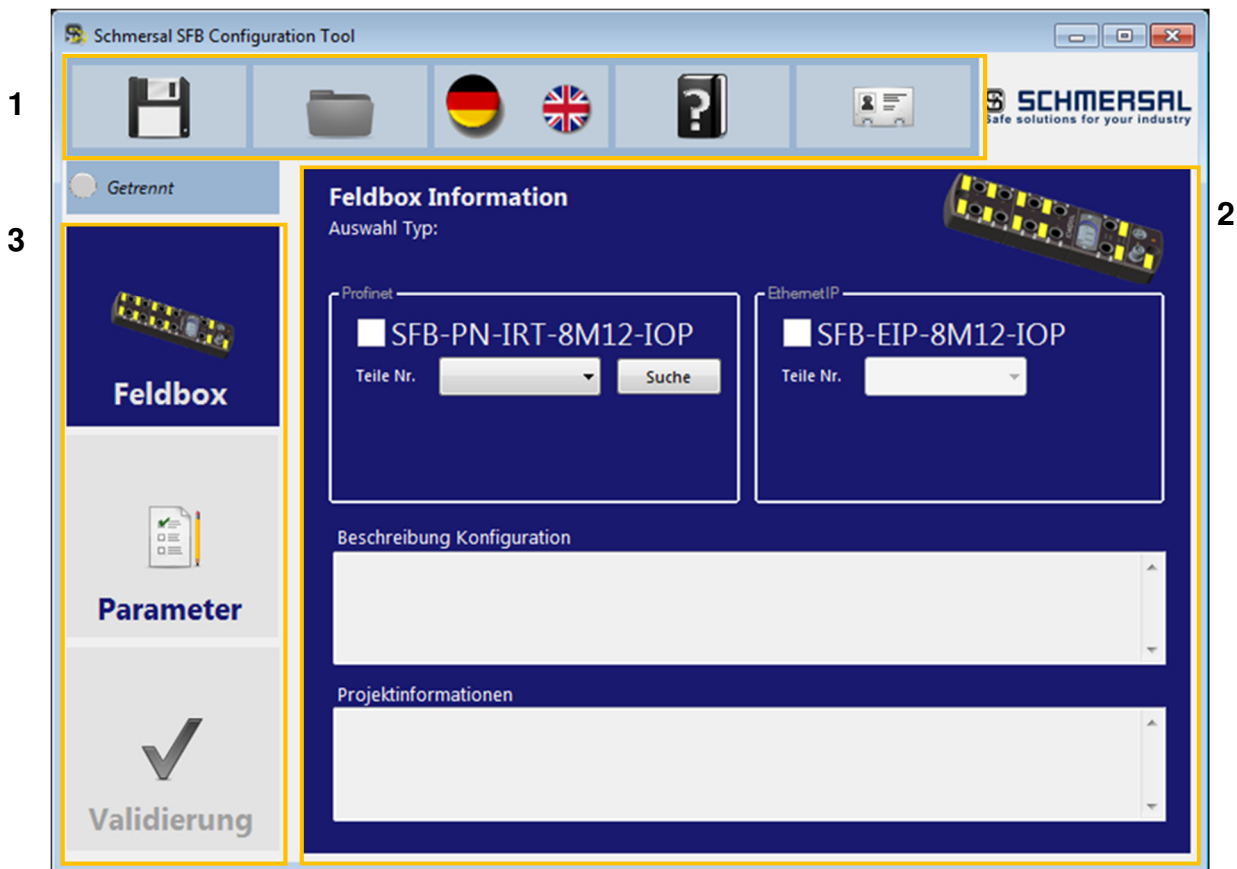 Schmersal SFB Configuration Tool
1
?
SCHMERSAL
Safe solutions for your industry
Getrennt
Feldbox Information
Auswahl Typ:
2
3
Profinet
EthernetIP
SFB-PN-IRT-8M12-IOP
SFB-EIP-8M12-IOP
Teile Nr.
Suche
Teile Nr.
Feldbox
Beschreibung Konfiguration
Parameter
Projektinformationen
Validierung